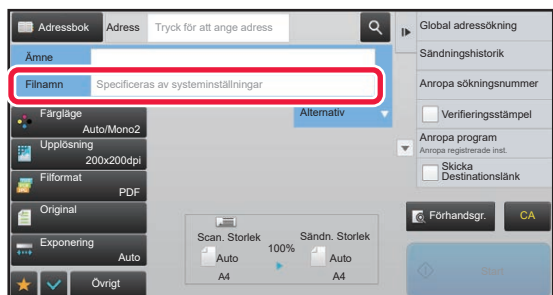 Adressbok
Adress
Tryck för att ange adress
Ämne
Filnamn
Specificeras av systeminställningar
Färgläge
Auto/Mono2
Upplösning
200x200dpi
Filformat
PDF
Original
Exponering
Auto
Övrigt
Alternativ
Scan. Storlek
Auto
A4
100%
Sändn. Storlek
Auto
A4
Global adressökning
Sändningshistorik
Anropa sökningsnummer
Verifieringsstämpel
Anropa program
Anropa registrerade inst.
Skicka
Destinationslänk
Förhandsgr.
CA
Start